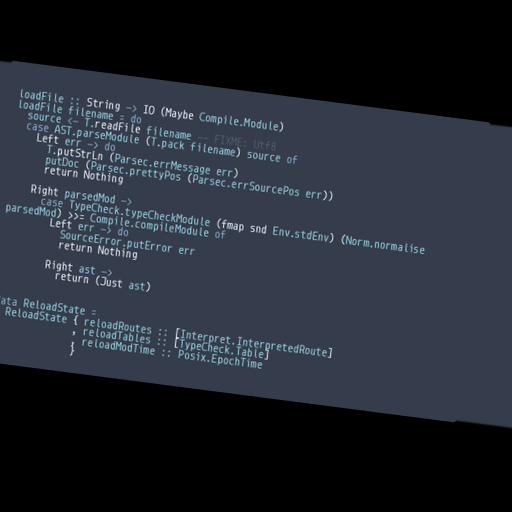 loadFile :: String -> IO (Maybe Compile.Module)
loadFile filename = do
source <- T.readFile filename -- FIXME: Utf8
case AST.parseModule (T.pack filename) source of
Left err -> do
T.putStrLn (Parsec.errMessage err)
putDoc (Parsec.prettyPos (Parsec.errSourcePos err))
return Nothing
Right parsedMod ->
case TypeCheck.typeCheckModule (fmap snd Env.stdEnv) (Norm.normalise
parsedMod) >>= Compile.compileModule of
Left err -> do
SourceError.putError err
return Nothing
Right ast ->
return (Just ast)
ReloadState =
ReloadState { reloadRoutes :: [Interpret.InterpretedRoute]
, reloadTables :: [TypeCheck.Table]
, reloadModTime :: Posix.EpochTime
}